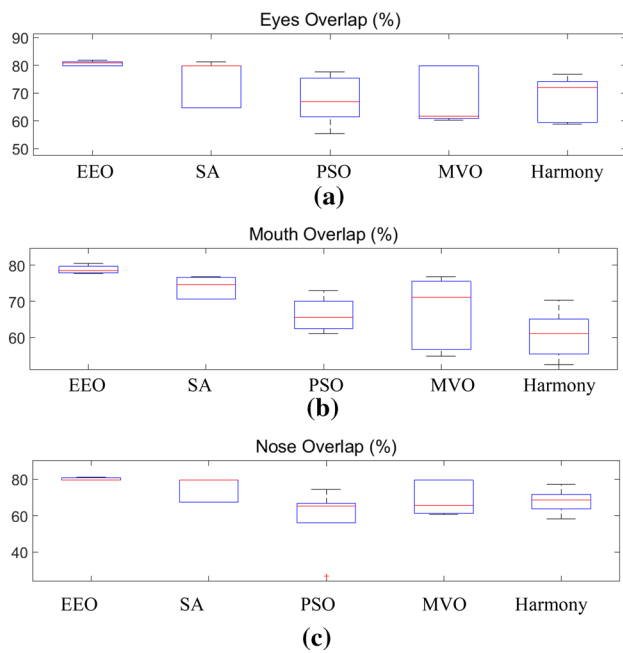 Eyes Overlap (%)
90
80
70
60
50
EEO SA PSO MVO Harmony
(a)
Mouth Overlap (%)
80
70
60
EEO SA PSO MVO Harmony
(b)
Nose Overlap (%)
80
60
40
EEO SA PSO MVO Harmony
(c)